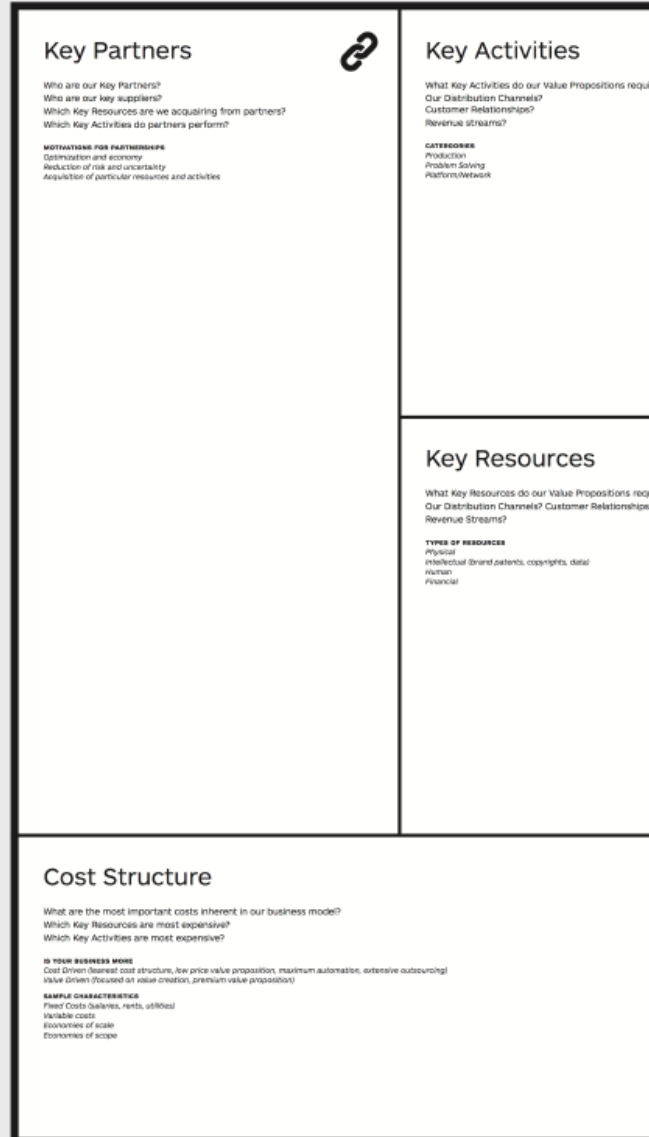 Key Partners
Who are our Key Partners?
Who are our key suppliers?
Which Key Resources are we acquairing from partners?
Which Key Activities do partners perform?
MOTIVATIONS FOR PARTNERSHIPS
Optimization and economy
Reduction of risk and uncertainty
Acquisition of particular resources and activities
Key Activities
What Key Activities do our Value Propositions requi
Our Distribution Channels?
Customer Relationships?
Revenue streams?
CATERGORIES
Production
Problem Solving
Platform/Network
Key Resources
What Key Resources do our Value Propositions requ
Our Distribution Channels? Customer Relationships
Revenue Streams?
TYPES OF RESOURCES
Physical
Intellectual (brand patents, copyrights, data)
Human
Financial
Cost Structure
What are the most important costs inherent in our business model?
Which Key Resources are most expensive?
Which Key Activities are most expensive?
IS YOUR BUSINESS MORE
Cost Driven (leanest cost structure, low price value proposition, maximum automation, extensive outsourcing)
Value Driven (focused on value creation, premium value proposition)
SAMPLE CHARACTERISTICS
Fixed Costs (salaries, rents, utilities)
Variable costs
Economies of scale
Economies of scope